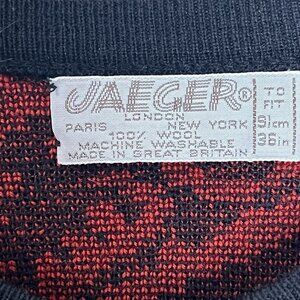 JAEGER®
LONDON
PARIS NEW YORK
100% WOOL
MACHINE WASHABLE
MADE IN GREAT BRITAIN
TO
FIT
91cm
36in